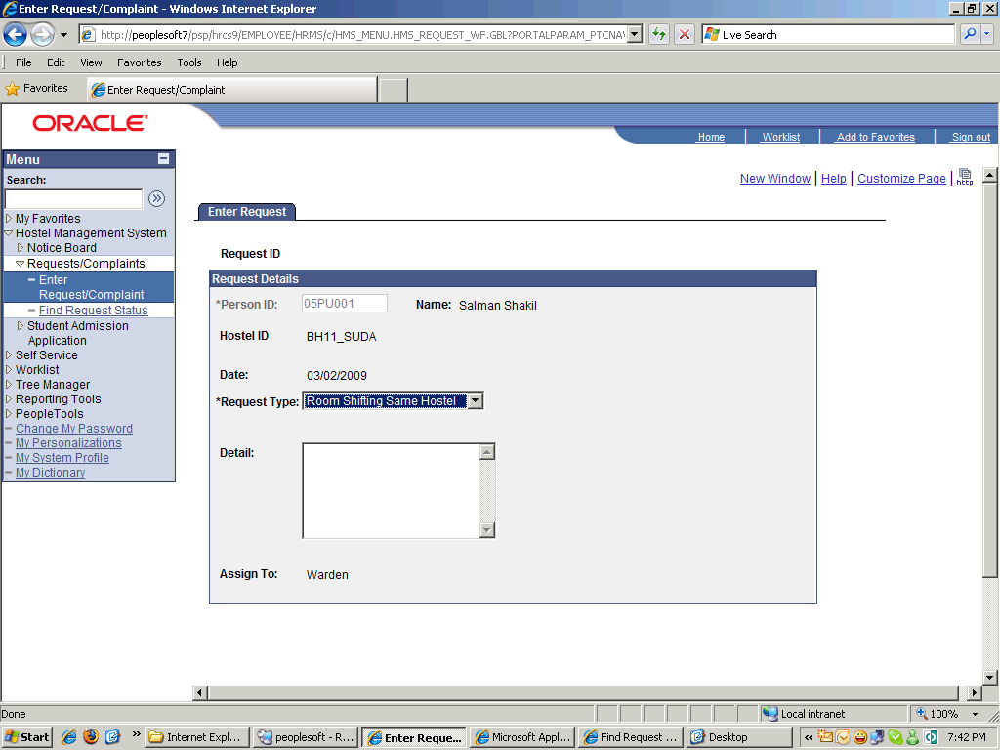 Enter Request/Complaint - Windows Internet Explorer
http://peoplesoft7/psp/hrcs9/EMPLOYEE/HRMS/c/HMS_MENU.HMS_REQUEST_WF.GBL?PORTALPARAM_PTCNAV
Live Search
File Edit View Favorites Tools Help
Favorites
Enter Request/Complaint
ORACLE®
Home
Worklist
Add to Favorites
Sign out
Menu
Search:
My Favorites
Hostel Management System
Notice Board
Requests/Complaints
Enter
Request/Complaint
Find Request Status
Student Admission
Application
Self Service
Worklist
Tree Manager
Reporting Tools
PeopleTools
Change My Password
My Personalizations
My System Profile
My Dictionary
New Window | Help | Customize Page | http
Enter Request
Request ID
Request Details
*Person ID: 05PU001 Name: Salman Shakil
Hostel ID BH11_SUDA
Date: 03/02/2009
*Request Type: Room Shifting Same Hostel
Detail:
Assign To: Warden
Done
Local intranet
100%
Start
Internet Expl...
peoplesoft - R...
Enter Reque...
Microsoft Appl...
Find Request ...
Desktop
7:42 PM